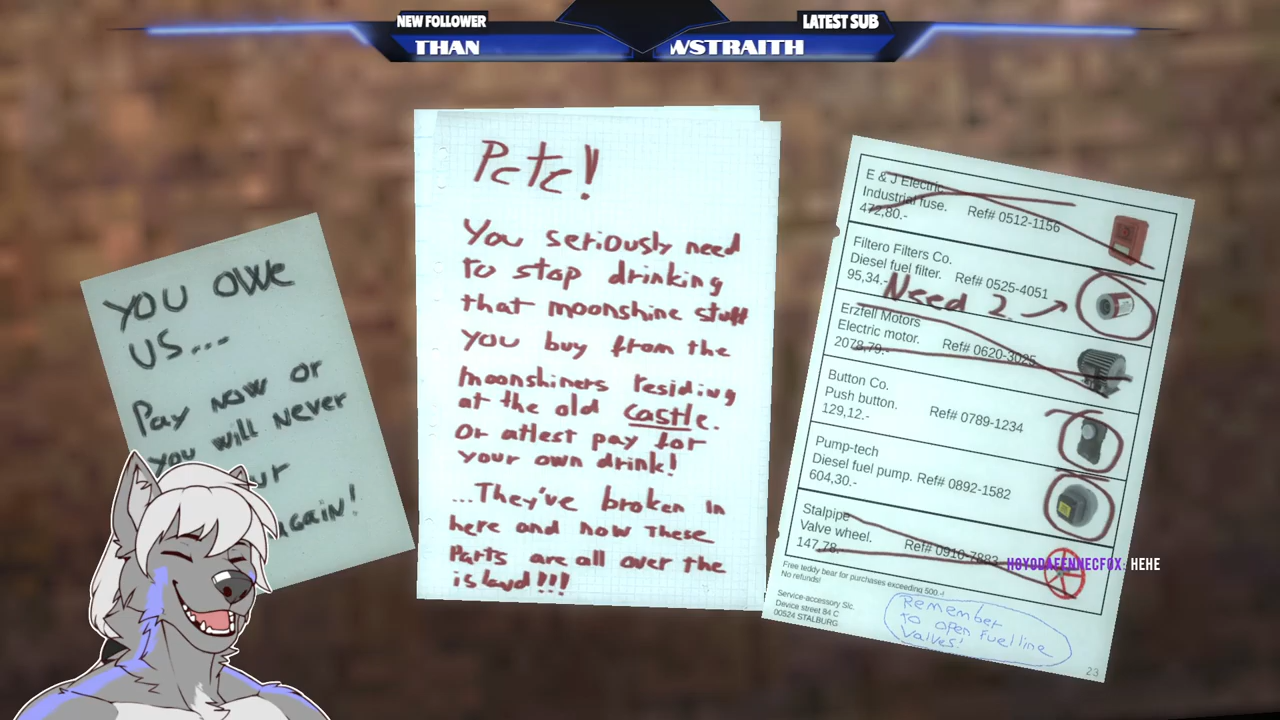 NEW FOLLOWER
LATEST SUB
THAN
WSTRAITH
YOU OWE
US...
Pay now or
you will never
AGAIN!
Pete!
You seriously need
to stop drinking
that moonshine stuff
you buy from the
moonshiners residing
at the old castle.
Or atlest pay for
your own drink!
...They've broken in
here and now these
Parts are all over the
island!!!
E & J Electric
Industrial fuse. Ref# 0512-1156
472,80.-
Filtero Filters Co.
Diesel fuel filter. Ref# 0525-4051
95,34.-
Need 2
Erzfell Motors
Electric motor. Ref# 0620-3025
2078,79.-
Button Co.
Push button. Ref# 0789-1234
129,12.-
Pump-tech
Diesel fuel pump. Ref# 0892-1582
604,30.-
Stalpipe
Valve wheel. Ref# 0910-7883
147,78.-
HOYODAFENNECFOX: HEHE
Free teddy bear for purchases exceeding 500.-!
No refunds!
Service-accessory Slc.
Device street 84 C
00524 STALBURG
Remember
to open fuel line
valves!
23